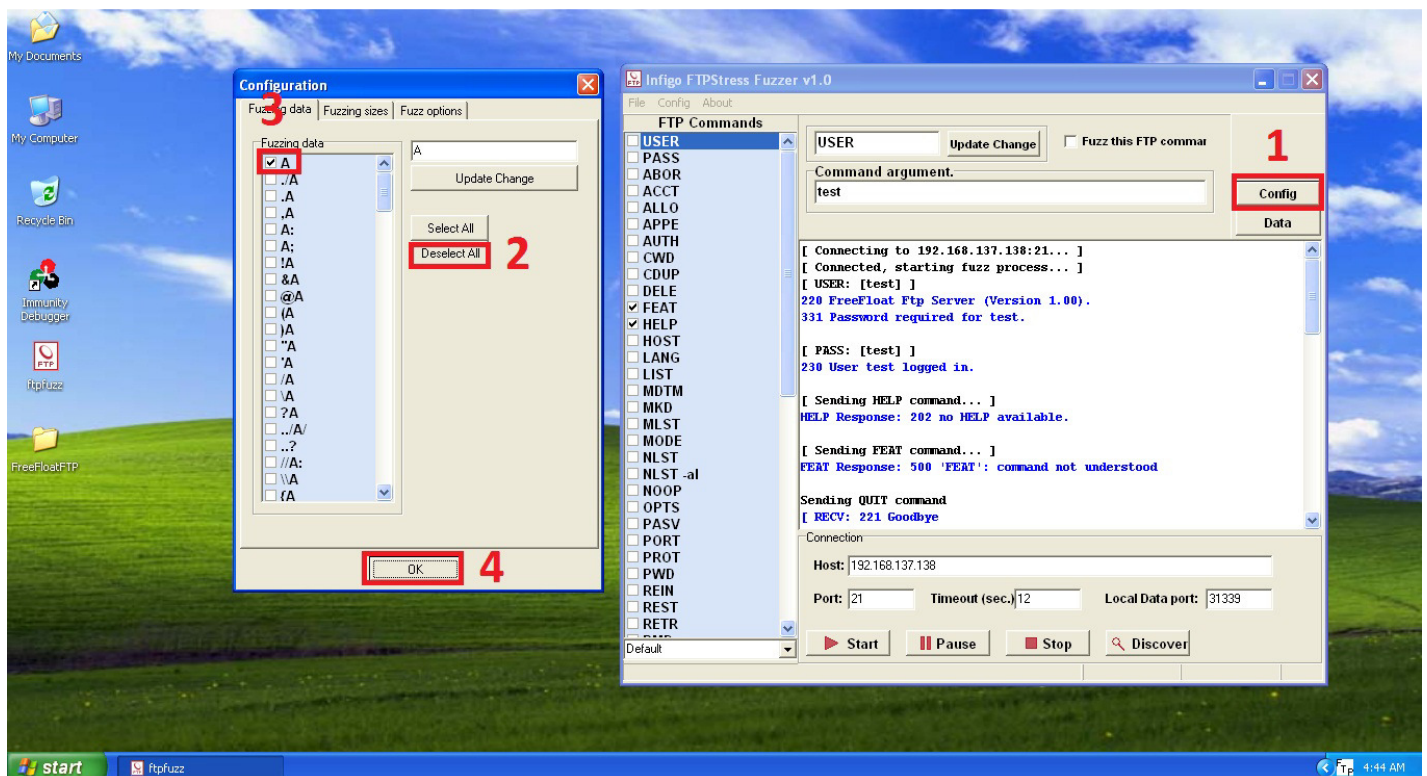 My Documents
My Computer
Recycle Bin
Immunity
Debugger
FTP
ftpfuzz
FreeFloatFTP
Configuration
3
Fuzzing data
Fuzzing sizes
Fuzz options
Fuzzing data
A
./A
.A
,A
A:
A;
!A
&A
@A
(A
)A
"A
'A
/A
\A
?A
../A/
..?
//A:
\\A
{A
A
Update Change
Select All
Deselect All
2
OK
4
Infigo FTPStress Fuzzer v1.0
File Config About
FTP Commands
USER
PASS
ABOR
ACCT
ALLO
APPE
AUTH
CWD
CDUP
DELE
FEAT
HELP
HOST
LANG
LIST
MDTM
MKD
MLST
MODE
NLST
NLST -al
NOOP
OPTS
PASV
PORT
PROT
PWD
REIN
REST
RETR
Default
USER
Update Change
Fuzz this FTP commar
1
Command argument.
test
Config
Data
[ Connecting to 192.168.137.138:21... ]
[ Connected, starting fuzz process... ]
[ USER: [test] ]
220 FreeFloat Ftp Server (Version 1.00).
331 Password required for test.
[ PASS: [test] ]
230 User test logged in.
[ Sending HELP command... ]
HELP Response: 202 no HELP available.
[ Sending FEAT command... ]
FEAT Response: 500 'FEAT': command not understood
Sending QUIT command
[ RECV: 221 Goodbye
Connection
Host: 192.168.137.138
Port: 21 Timeout (sec.) 12 Local Data port: 31339
Start Pause Stop Discover
start
ftpfuzz
FTP
4:44 AM